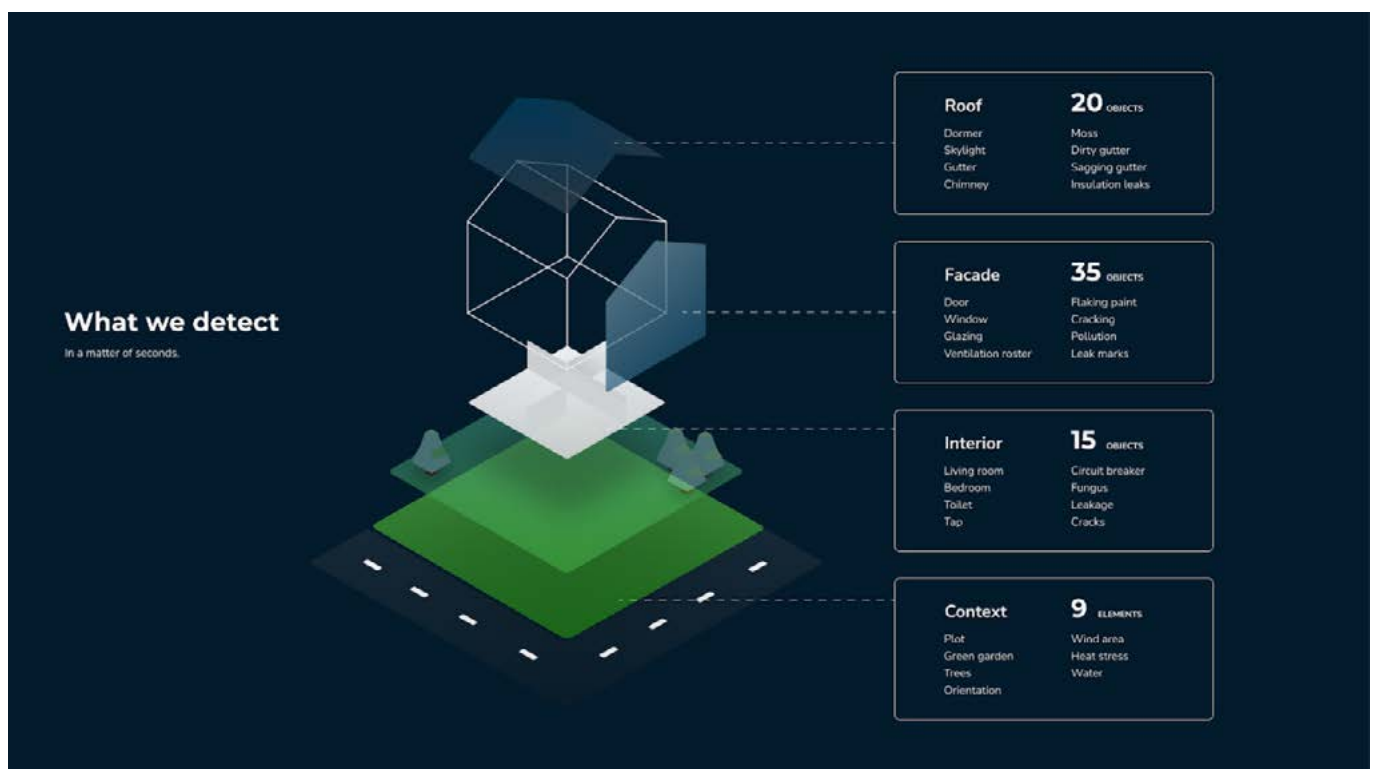 What we detect
In a matter of seconds.
Roof
20 OBJECTS
Dormer
Skylight
Gutter
Chimney
Moss
Dirty gutter
Sagging gutter
Insulation leaks
Facade
35 OBJECTS
Door
Window
Glazing
Ventilation roster
Flaking paint
Cracking
Pollution
Leak marks
Interior
15 OBJECTS
Living room
Bedroom
Toilet
Tap
Circuit breaker
Fungus
Leakage
Cracks
Context
9 ELEMENTS
Plot
Green garden
Trees
Orientation
Wind area
Heat stress
Water